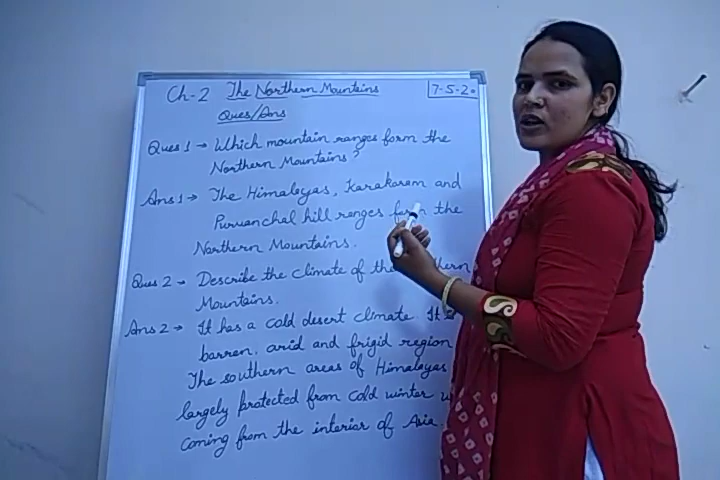 Ch-2 The Northern Mountains
7-5-20
Ques/Ans
Ques 1 → Which mountain ranges form the
Northern Mountains?
Ans 1 → The Himalayas, Karakaram and
Purvanchal hill ranges form the
Northern Mountains.
Ques 2 → Describe the climate of the
Mountains.
Ans 2 → It has a cold desert climate. It
barren, arid and frigid region
The southern areas of Himalayas
largely protected from cold winter
coming from the interior of Asia.